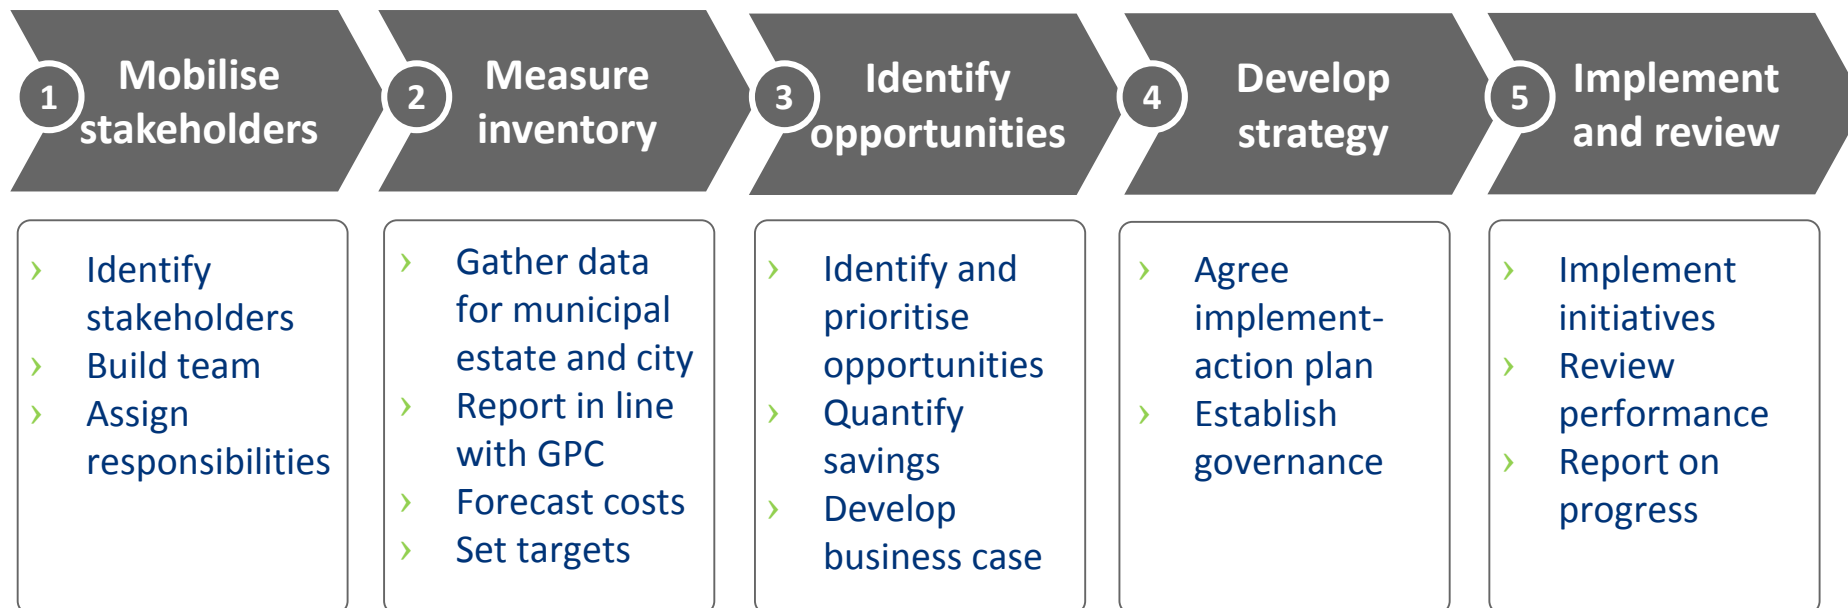 1
Mobilise
stakeholders
2
Measure
inventory
3
Identify
opportunities
4
Develop
strategy
5
Implement
and review
› Identify
stakeholders
› Build team
› Assign
responsibilities
› Gather data
for municipal
estate and city
› Report in line
with GPC
› Forecast costs
› Set targets
› Identify and
prioritise
opportunities
› Quantify
savings
› Develop
business case
› Agree
implement-
action plan
› Establish
governance
› Implement
initiatives
› Review
performance
› Report on
progress